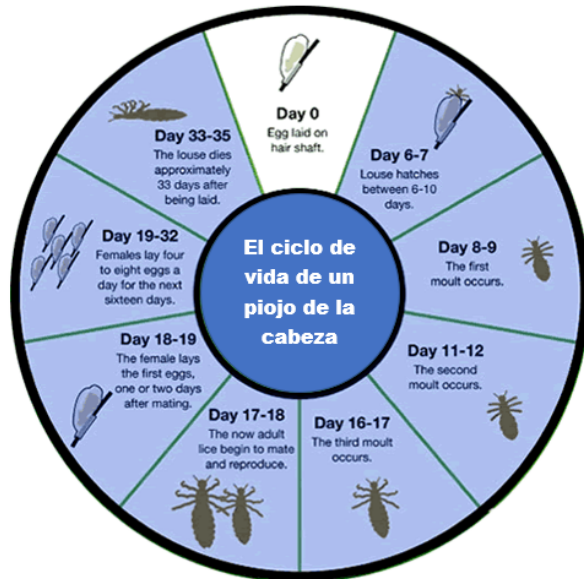 El ciclo de
vida de un
piojo de la
cabeza
Day 0
Egg laid on
hair shaft.
Day 6-7
Louse hatches
between 6-10
days.
Day 8-9
The first
moult occurs.
Day 11-12
The second
moult occurs.
Day 16-17
The third moult
occurs.
Day 17-18
The now adult
lice begin to mate
and reproduce.
Day 18-19
The female lays
the first eggs,
one or two days
after mating.
Day 19-32
Females lay four
to eight eggs a
day for the next
sixteen days.
Day 33-35
The louse dies
approximately
33 days after
being laid.